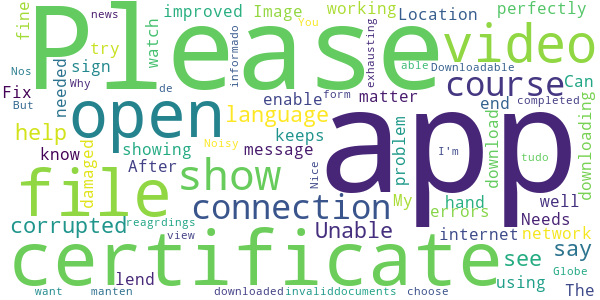 news
improved
Image
working
perfectly
fine
Please
Location
watch
try
sign
informado
exhausting
You
video
Nos
Why
able
Downloadable
But
de
needed
course
Can
Fix
open
enable
form
matter
end
completed
app
help
language
know
showing
message
keeps
problem
download
downloading
I'm
Noisy
tudo
damaged
After
show
Nice
file
connection
My
hand
well
corrupted
reagrdings
Unable
errors
Needs
view
internet
network
certificate
see
say
lend
using
Globe
The
want
manten
downloaded
invaliddocuments
choose